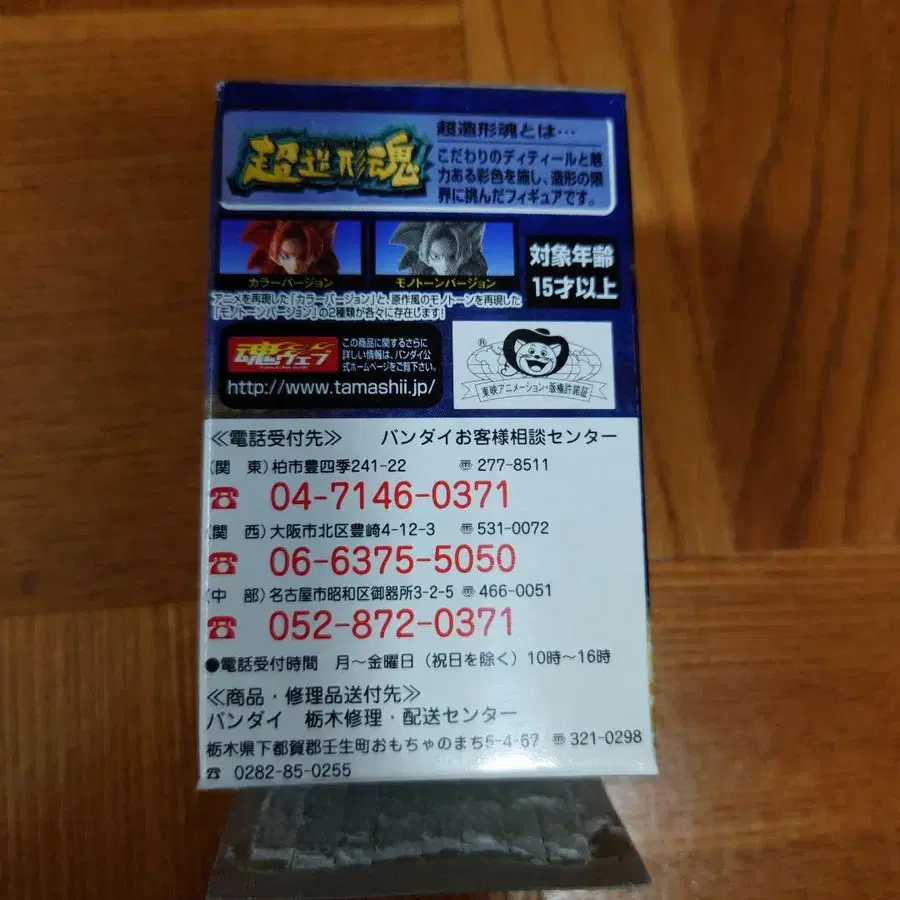 超造形魂
超造形魂とは…
こだわりのディティールと魅
力ある彩色を施し、造形の限
界に挑んだフィギュアです。
カラーバージョン
モノトーンバージョン
対象年齢
15才以上
アニメを再現した「カラーバージョン」と、原作風のモノトーンを再現した
「モノトーンバージョン」の2種類が各々に存在します!
魂ウェブ
この商品に関するさらに
詳しい情報は、バンダイ公
式ホームページをご覧下さい。
http://www.tamashii.jp/
®
東映アニメーション・版権許諾証
≪電話受付先≫ バンダイお客様相談センター
(関 東)柏市豊四季241-22 〠277-8511
☎ 04-7146-0371
(関 西)大阪市北区豊崎4-12-3 〠531-0072
☎ 06-6375-5050
(中 部)名古屋市昭和区御器所3-2-5 〠466-0051
☎ 052-872-0371
●電話受付時間 月〜金曜日(祝日を除く)10時〜16時
≪商品・修理品送付先≫
バンダイ 栃木修理・配送センター
栃木県下都賀郡壬生町おもちゃのまち5-4-67 〠321-0298
☎ 0282-85-0255